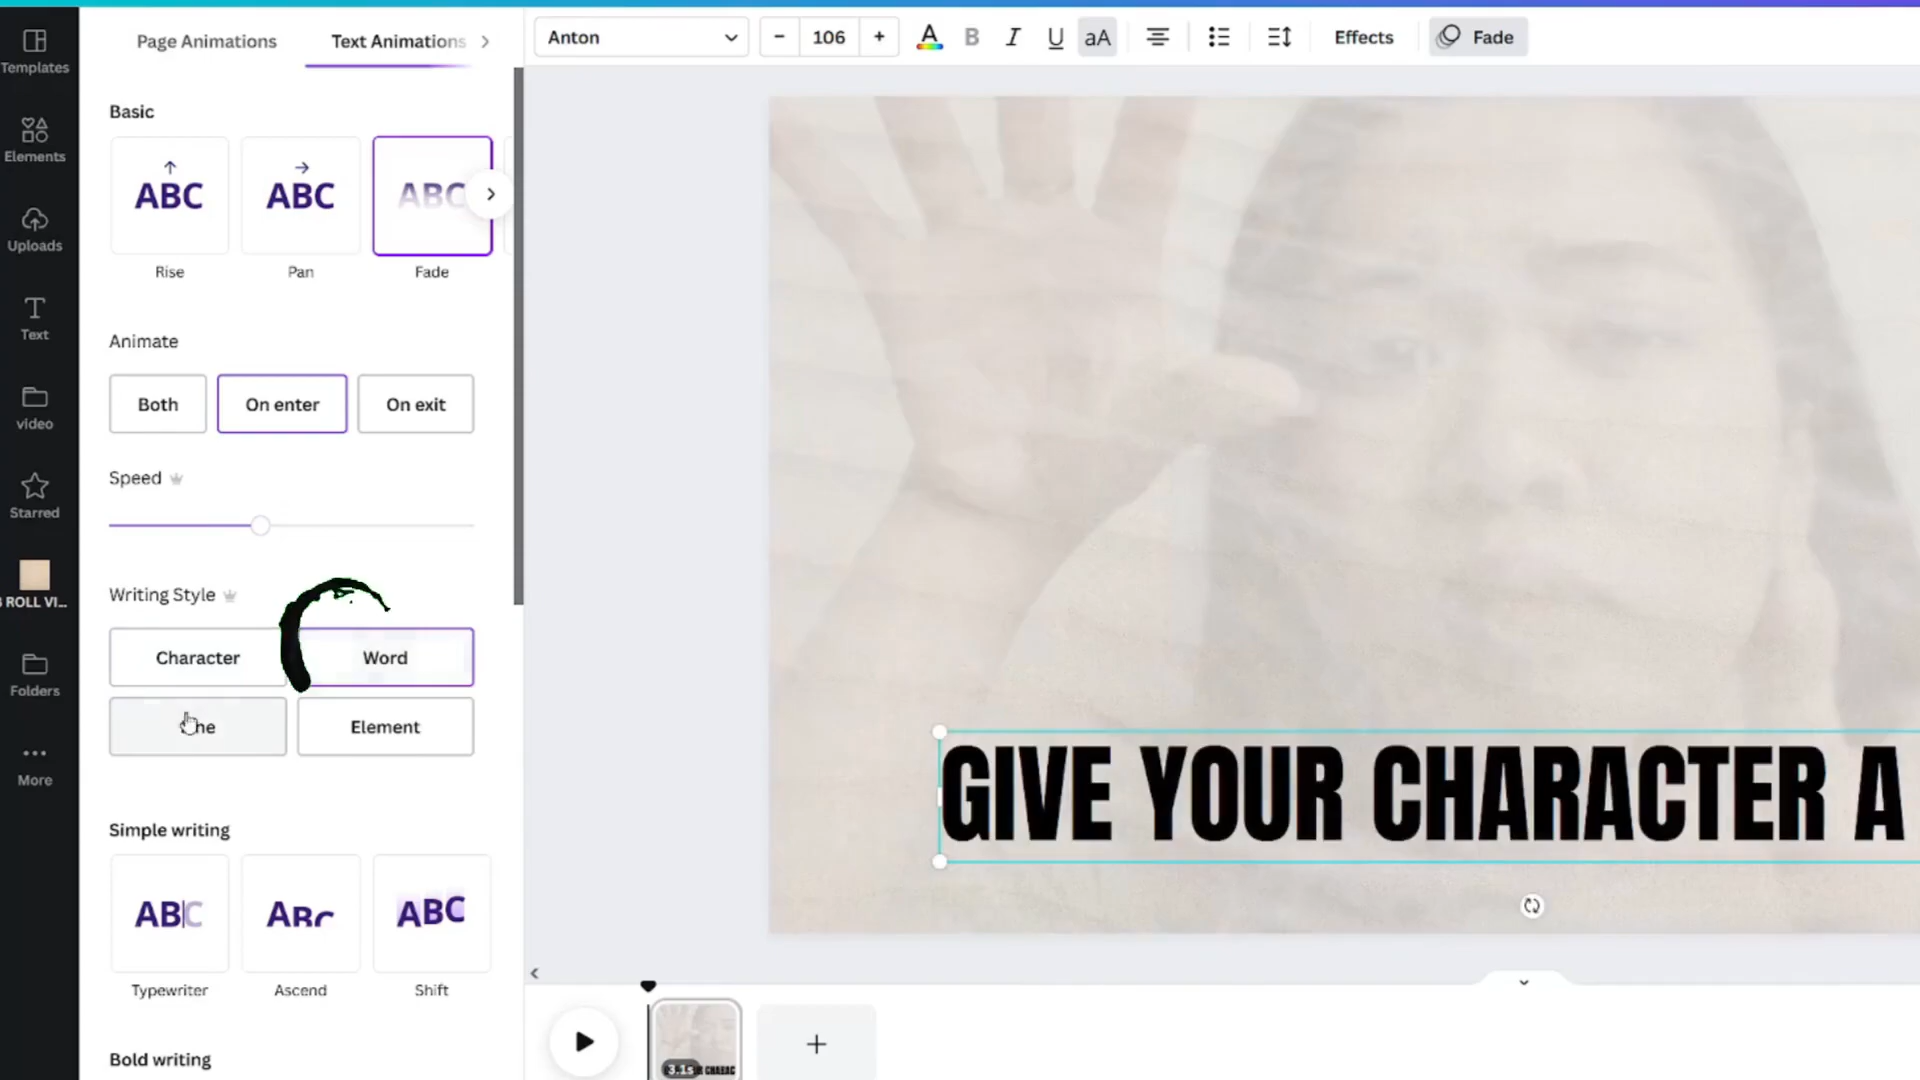 Templates
Elements
Uploads
Text
video
Starred
B ROLL VI...
Folders
More
Page Animations
Text Animations
Basic
ABC
ABC
ABC
Rise
Pan
Fade
Animate
Both
On enter
On exit
Speed
Writing Style
Character
Word
Element
Simple writing
ABC
ABC
ABC
Typewriter
Ascend
Shift
Bold writing
Anton
106
A
B
I
U
aA
Effects
Fade
GIVE YOUR CHARACTER A
3.1s